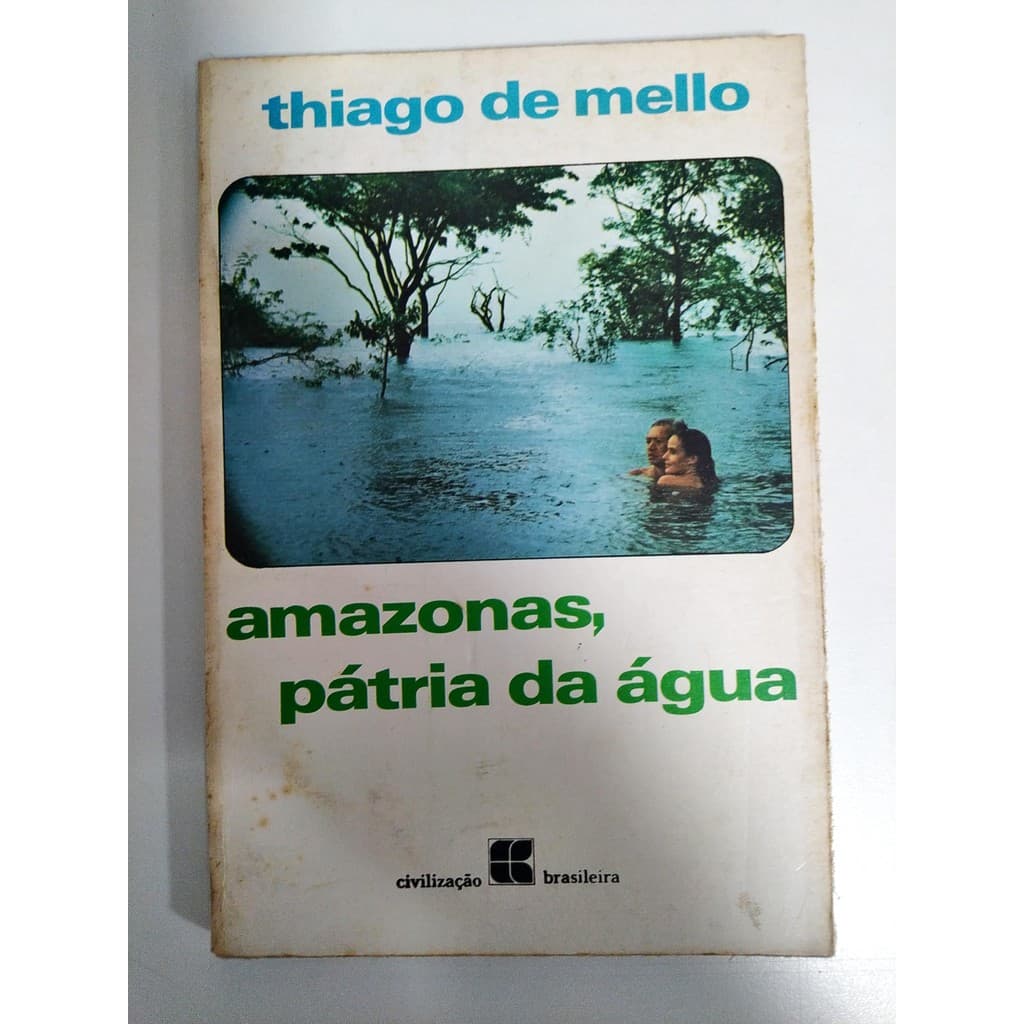 thiago de mello
amazonas,
pátria da água
civilização brasileira